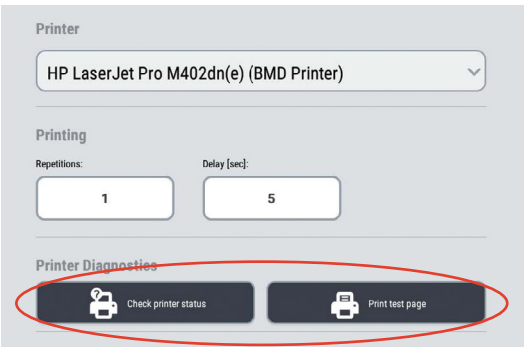 Printer
HP LaserJet Pro M402dn(e) (BMD Printer)
Printing
Repetitions: Delay [sec]:
1 5
Printer Diagnostics
Check printer status Print test page